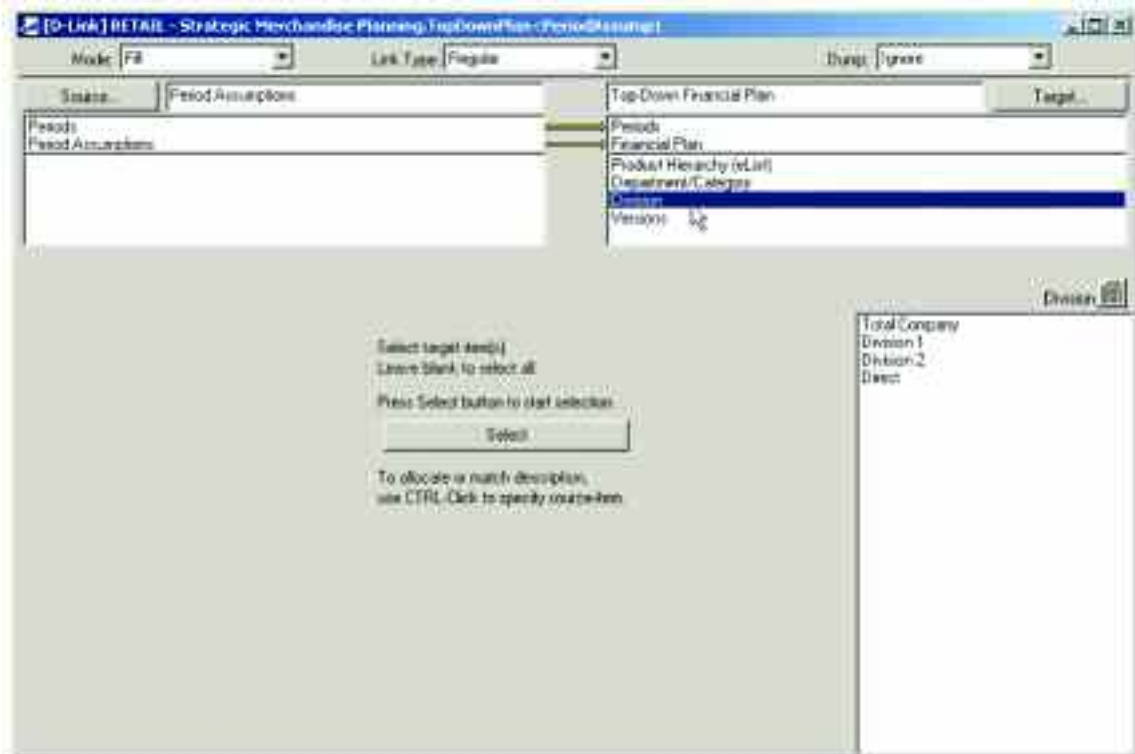 [D-Link] RETAIL - Strategic Merchandise Planning.TopDownPlan<PeriodAssump>
Mode: Fill Link Type: Regular Dump: Ignore
Source... Period Assumptions Top-Down Financial Plan Target...
Periods Periods
Period Assumptions Financial Plan
Product Hierarchy (eList)
Department/Category
Division
Versions
Division
Total Company
Division 1
Division 2
Direct
Select target item(s)
Leave blank to select all
Press Select button to start selection
Select
To allocate or match description,
use CTRL-Click to specify source-item